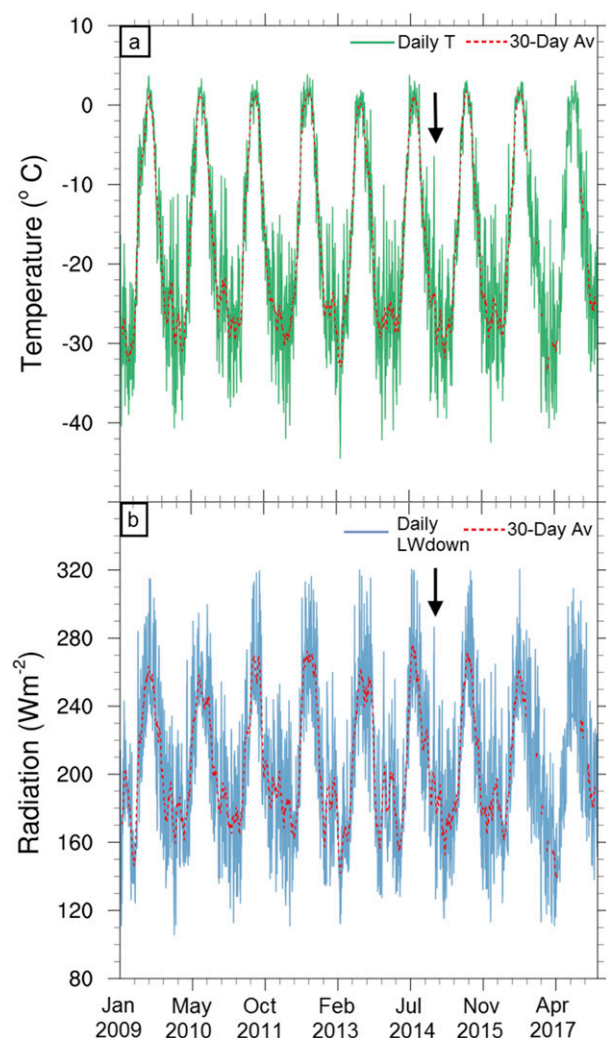 a
Daily T
30-Day Av
10
0
-10
-20
-30
-40
Temperature (° C)
b
Daily
LWdown
30-Day Av
320
280
240
200
160
120
80
Radiation (Wm-2)
Jan May Oct Feb Jul Nov Apr
2009 2010 2011 2013 2014 2015 2017